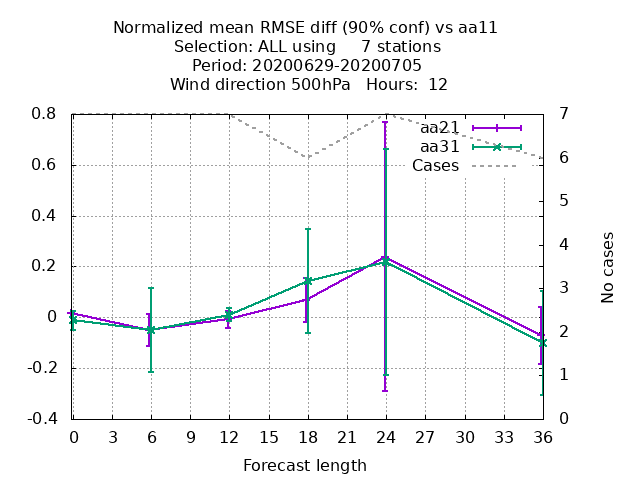 Normalized mean RMSE diff (90% conf) vs aa11
Selection: ALL using     7 stations
Period: 20200629-20200705
Wind direction 500hPa   Hours:  12
aa21
aa31
Cases
0.8
0.6
0.4
0.2
0
-0.2
-0.4
7
6
5
4
3
2
1
0
No cases
0 3 6 9 12 15 18 21 24 27 30 33 36
Forecast length